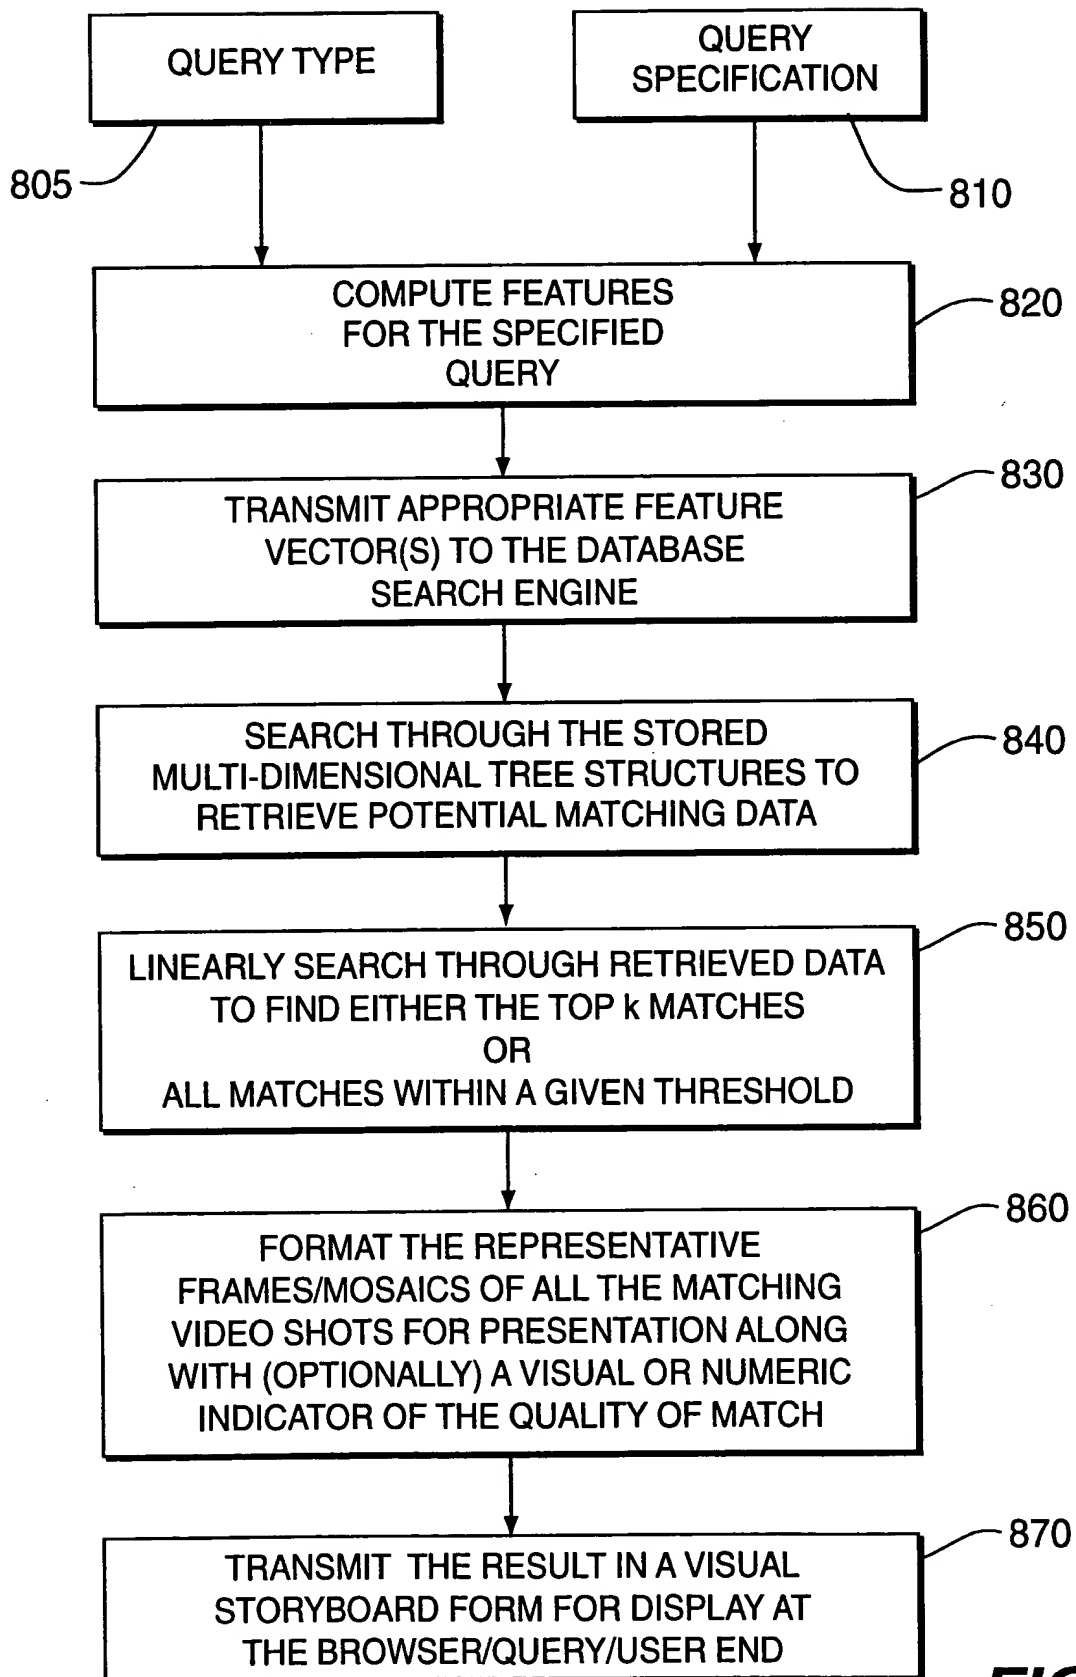 QUERY TYPE
QUERY
SPECIFICATION
805
810
COMPUTE FEATURES
FOR THE SPECIFIED
QUERY
820
TRANSMIT APPROPRIATE FEATURE
VECTOR(S) TO THE DATABASE
SEARCH ENGINE
830
SEARCH THROUGH THE STORED
MULTI-DIMENSIONAL TREE STRUCTURES TO
RETRIEVE POTENTIAL MATCHING DATA
840
LINEARLY SEARCH THROUGH RETRIEVED DATA
TO FIND EITHER THE TOP k MATCHES
OR
ALL MATCHES WITHIN A GIVEN THRESHOLD
850
FORMAT THE REPRESENTATIVE
FRAMES/MOSAICS OF ALL THE MATCHING
VIDEO SHOTS FOR PRESENTATION ALONG
WITH (OPTIONALLY) A VISUAL OR NUMERIC
INDICATOR OF THE QUALITY OF MATCH
860
TRANSMIT THE RESULT IN A VISUAL
STORYBOARD FORM FOR DISPLAY AT
THE BROWSER/QUERY/USER END
870